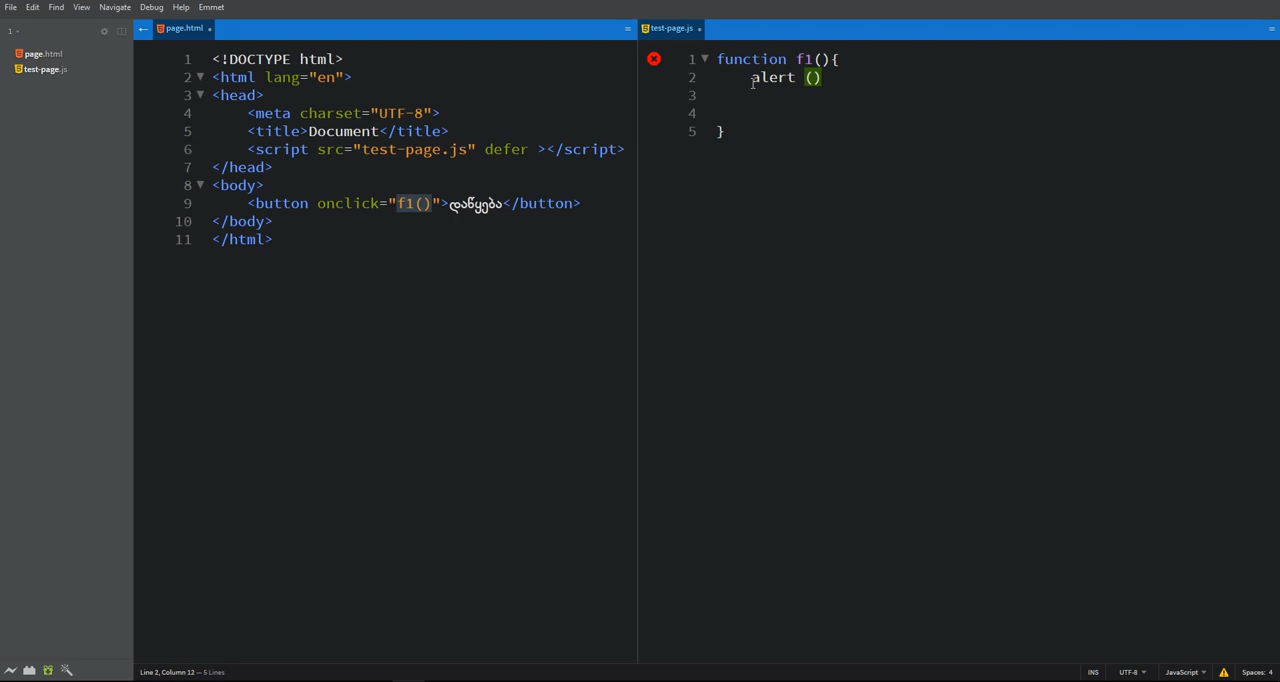 File Edit Find View Navigate Debug Help Emmet
1
page.html
test-page.js
page.html
1 <!DOCTYPE html>
2 <html lang="en">
3 <head>
4 <meta charset="UTF-8">
5 <title>Document</title>
6 <script src="test-page.js" defer ></script>
7 </head>
8 <body>
9 <button onclick="f1()">დაწყება</button>
10 </body>
11 </html>
test-page.js
1 function f1(){
2 alert ()
3
4
5 }
Line 2, Column 12 — 5 Lines
INS UTF-8 JavaScript Spaces: 4